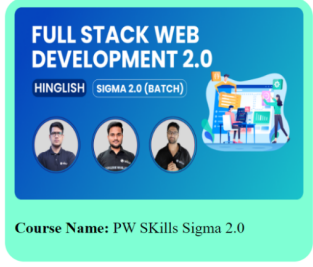 FULL STACK WEB
DEVELOPMENT 2.0
HINGLISH
SIGMA 2.0 (BATCH)
Course Name: PW SKills Sigma 2.0